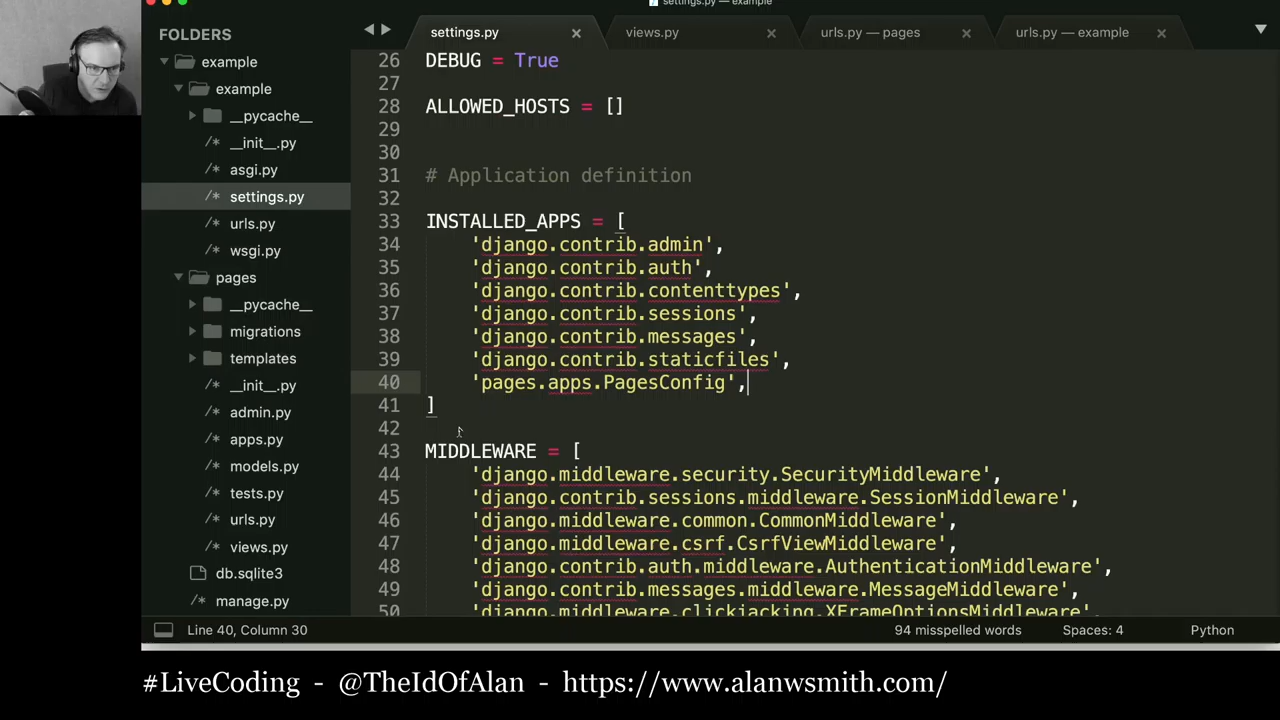 settings.py — example
FOLDERS
example
example
__pycache__
__init__.py
asgi.py
settings.py
urls.py
wsgi.py
pages
__pycache__
migrations
templates
__init__.py
admin.py
apps.py
models.py
tests.py
urls.py
views.py
db.sqlite3
manage.py
settings.py
views.py
urls.py — pages
urls.py — example
26 DEBUG = True
27
28 ALLOWED_HOSTS = []
29
30
31 # Application definition
32
33 INSTALLED_APPS = [
34 'django.contrib.admin',
35 'django.contrib.auth',
36 'django.contrib.contenttypes',
37 'django.contrib.sessions',
38 'django.contrib.messages',
39 'django.contrib.staticfiles',
40 'pages.apps.PagesConfig',
41 ]
42
43 MIDDLEWARE = [
44 'django.middleware.security.SecurityMiddleware',
45 'django.contrib.sessions.middleware.SessionMiddleware',
46 'django.middleware.common.CommonMiddleware',
47 'django.middleware.csrf.CsrfViewMiddleware',
48 'django.contrib.auth.middleware.AuthenticationMiddleware',
49 'django.contrib.messages.middleware.MessageMiddleware',
50 'django.middleware.clickjacking.XFrameOptionsMiddleware',
Line 40, Column 30
94 misspelled words
Spaces: 4
Python
#LiveCoding - @TheIdOfAlan - https://www.alanwsmith.com/